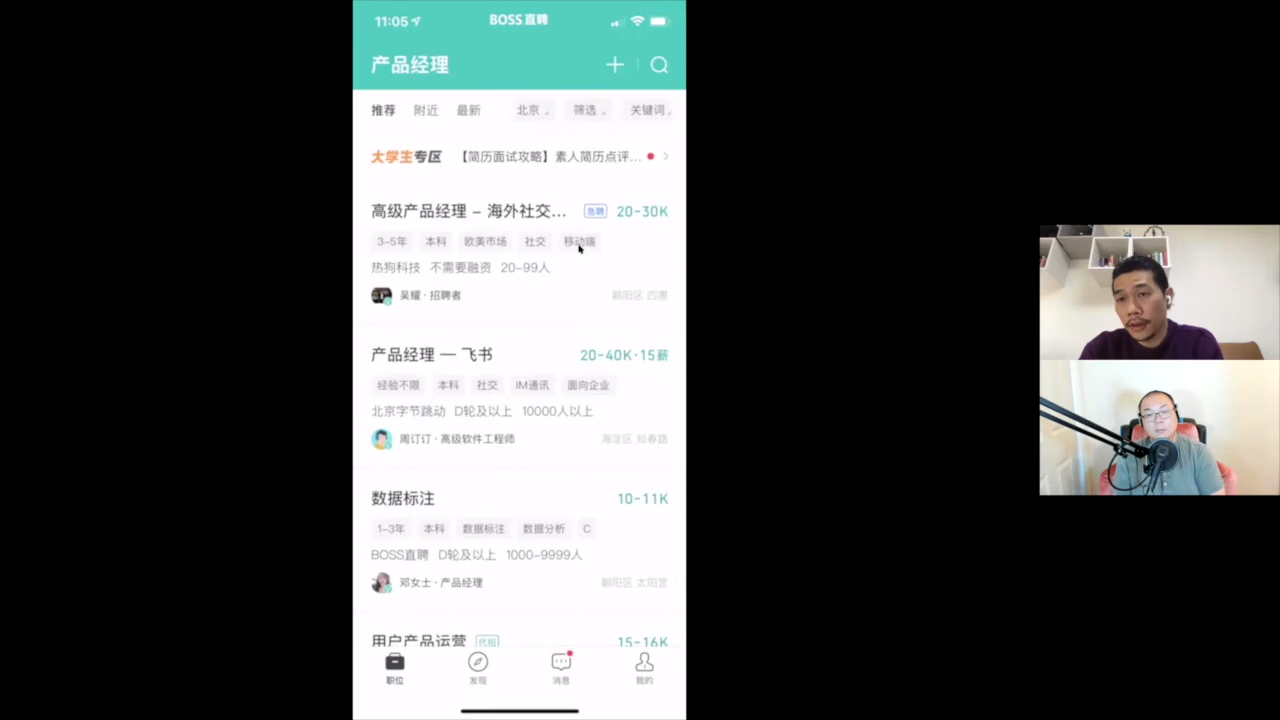 11:05
BOSS直聘
产品经理
推荐 附近 最新 北京 筛选 关键词
大学生专区 【简历面试攻略】素人简历点评...
高级产品经理 - 海外社交... 急聘 20-30K
3-5年 本科 欧美市场 社交 移动端
热狗科技 不需要融资 20-99人
吴耀·招聘者 朝阳区 四惠
产品经理 — 飞书 20-40K·15薪
经验不限 本科 社交 IM通讯 面向企业
北京字节跳动 D轮及以上 10000人以上
周订订·高级软件工程师 海淀区 知春路
数据标注 10-11K
1-3年 本科 数据标注 数据分析 C
BOSS直聘 D轮及以上 1000-9999人
邓女士·产品经理 朝阳区 太阳宫
用户产品运营 代招 15-16K
职位 发现 消息 我的